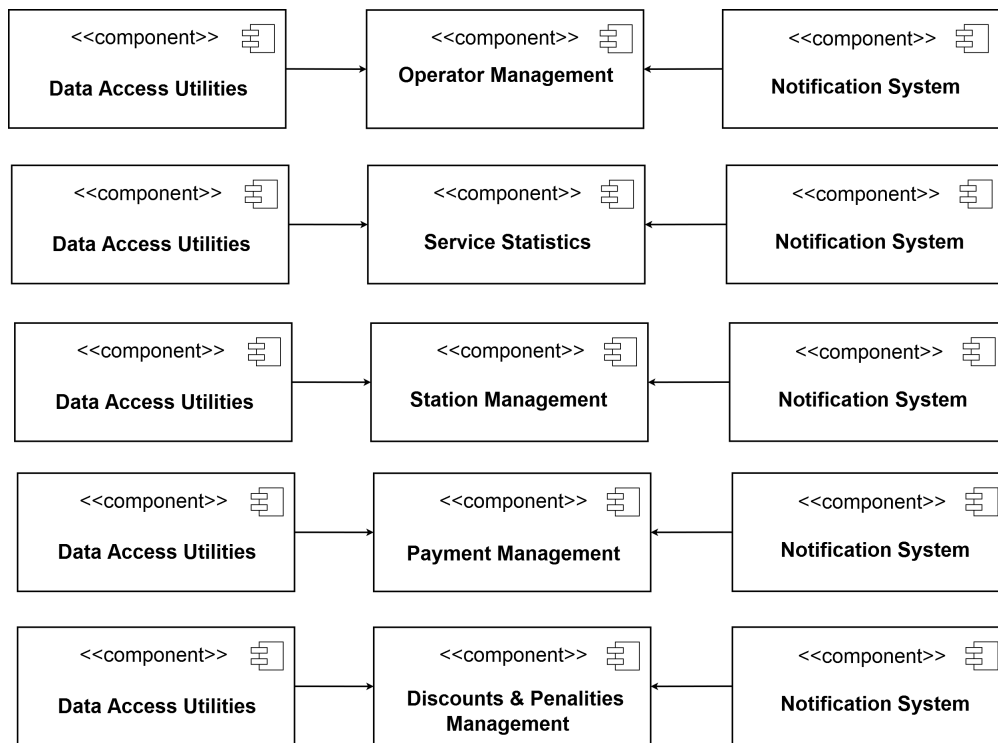 <<component>>
Data Access Utilities
<<component>>
Operator Management
<<component>>
Notification System
<<component>>
Data Access Utilities
<<component>>
Service Statistics
<<component>>
Notification System
<<component>>
Data Access Utilities
<<component>>
Station Management
<<component>>
Notification System
<<component>>
Data Access Utilities
<<component>>
Payment Management
<<component>>
Notification System
<<component>>
Data Access Utilities
<<component>>
Discounts & Penalities
Management
<<component>>
Notification System